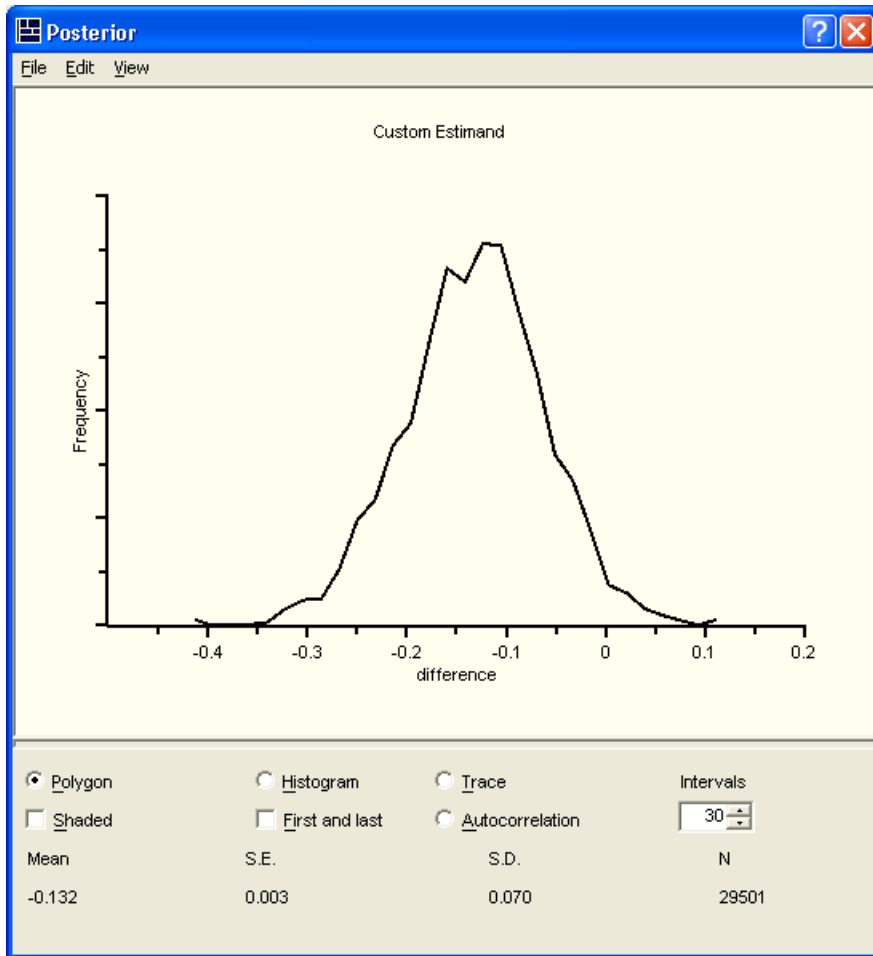 Posterior
File Edit View
Custom Estimand
Frequency
-0.4 -0.3 -0.2 -0.1 0 0.1 0.2
difference
Polygon Histogram Trace Intervals
Shaded First and last Autocorrelation 30
Mean S.E. S.D. N
-0.132 0.003 0.070 29501